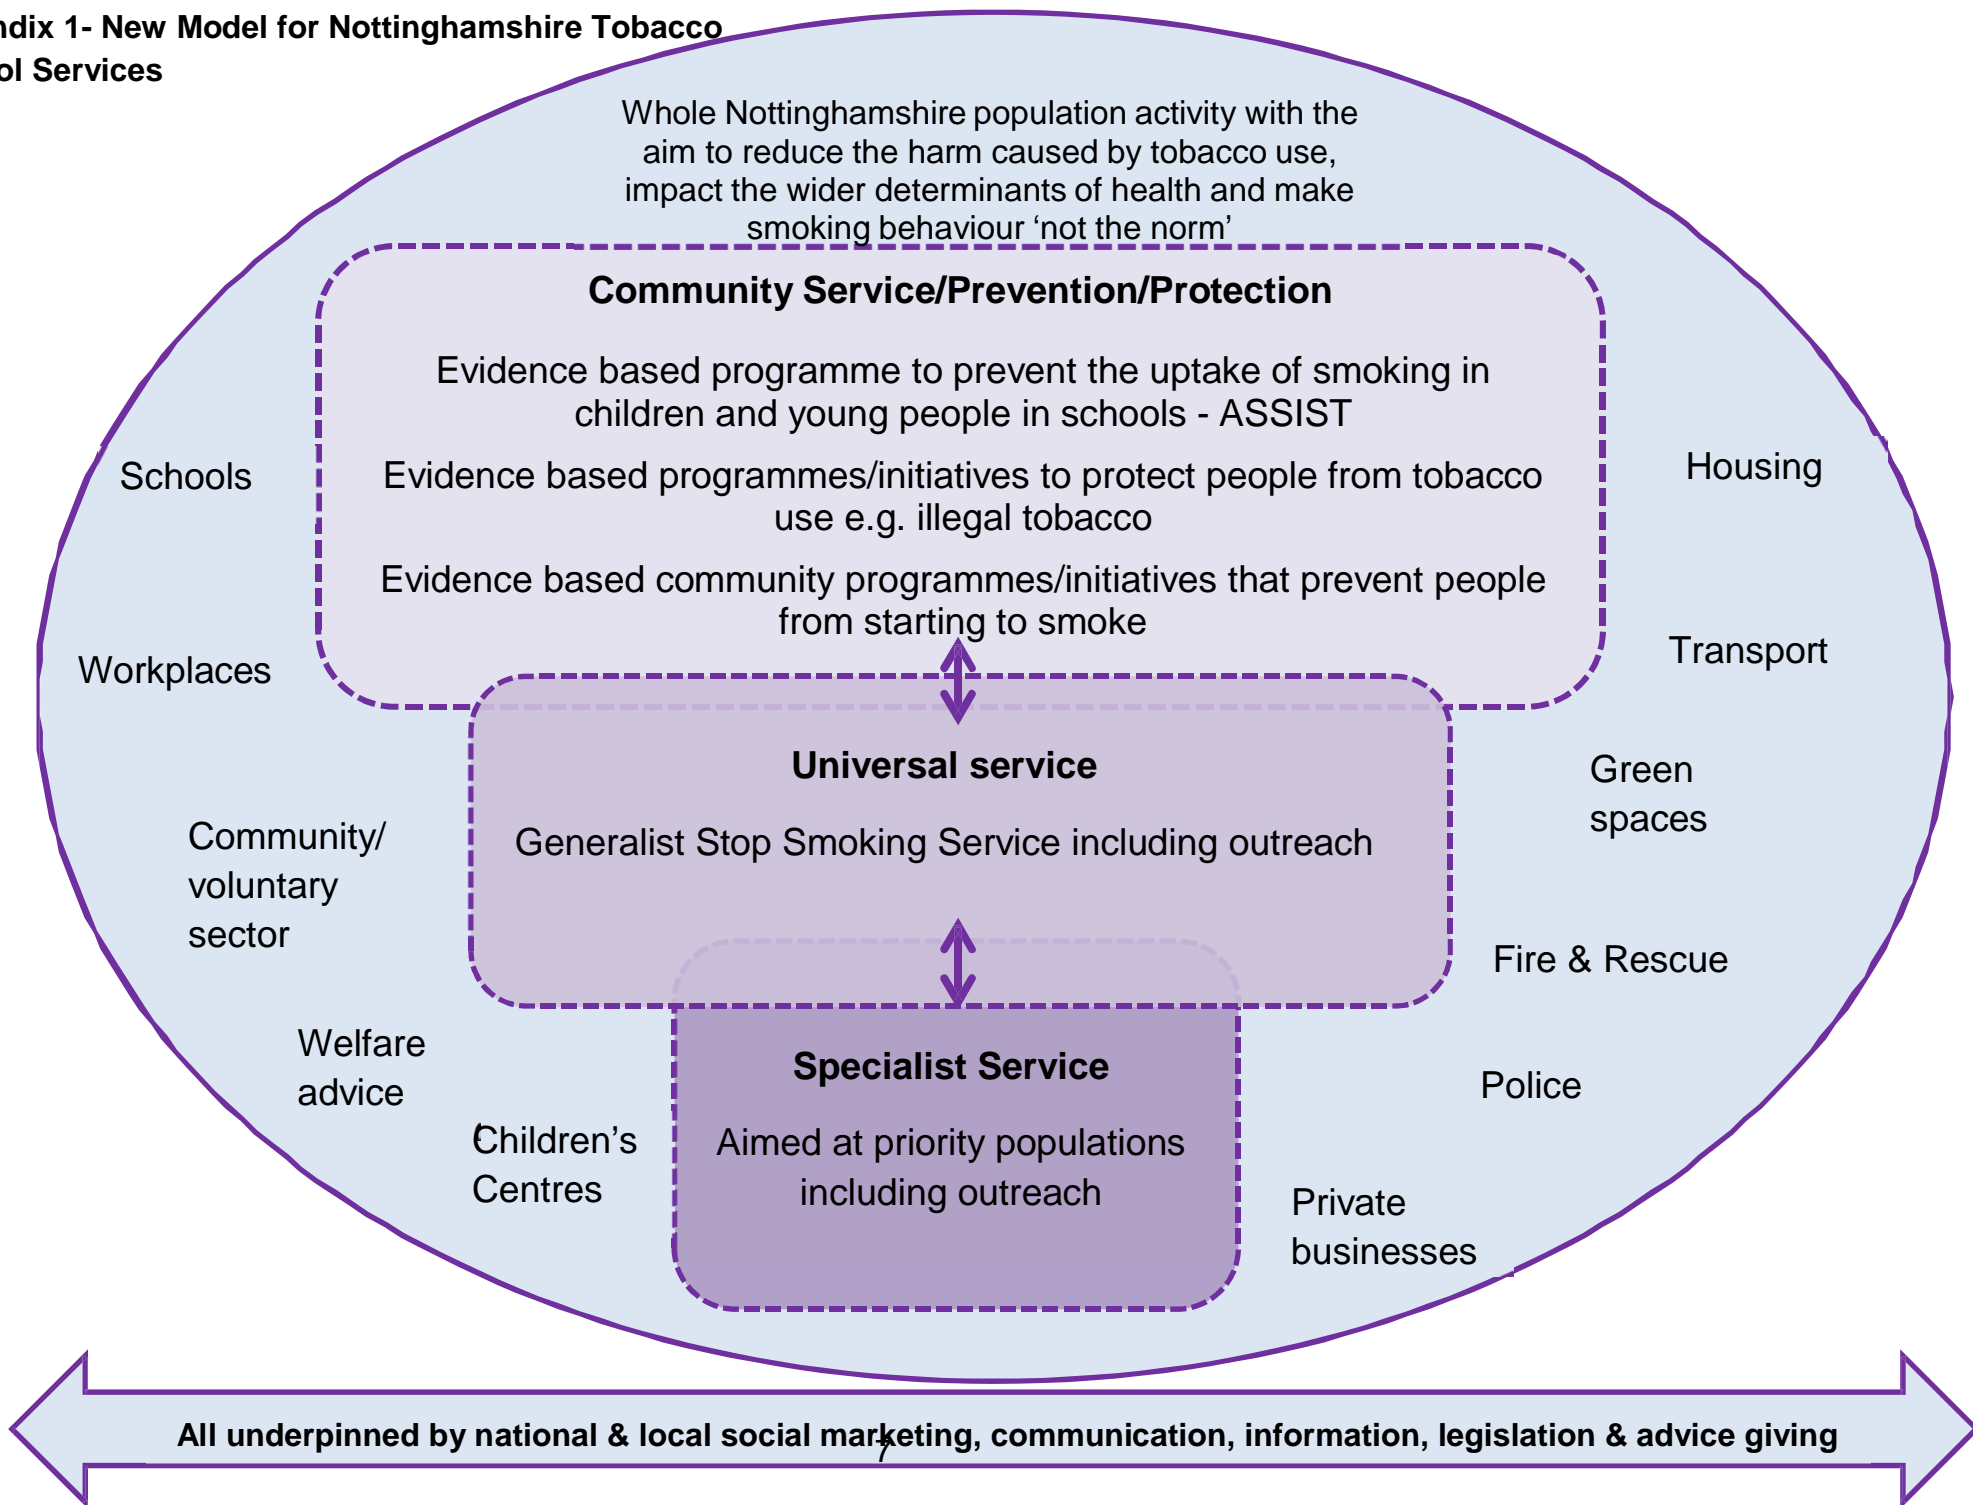 ndix 1- New Model for Nottinghamshire Tobacco
ol Services
Whole Nottinghamshire population activity with the
aim to reduce the harm caused by tobacco use,
impact the wider determinants of health and make
smoking behaviour ‘not the norm’
Community Service/Prevention/Protection
Evidence based programme to prevent the uptake of smoking in
children and young people in schools - ASSIST
Evidence based programmes/initiatives to protect people from tobacco
use e.g. illegal tobacco
Evidence based community programmes/initiatives that prevent people
from starting to smoke
Schools
Workplaces
Community/
voluntary
sector
Welfare
advice
Children’s
Centres
Universal service
Generalist Stop Smoking Service including outreach
Specialist Service
Aimed at priority populations
including outreach
Housing
Transport
Green
spaces
Fire & Rescue
Police
Private
businesses
All underpinned by national & local social marketing, communication, information, legislation & advice giving
7